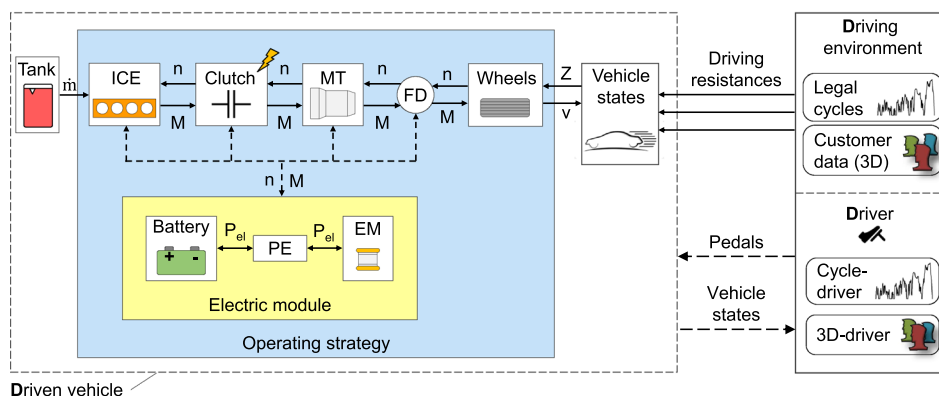 Tank
ṁ
ICE
n
M
Clutch
n
M
MT
n
M
FD
n
M
Wheels
Z
v
Vehicle
states
Driving
resistances
Driving
environment
Legal
cycles
Customer
data (3D)
n
M
Battery
+ -
Pel
PE
Pel
EM
Electric module
Operating strategy
Pedals
Vehicle
states
Driver
Cycle-
driver
3D-driver
Driven vehicle